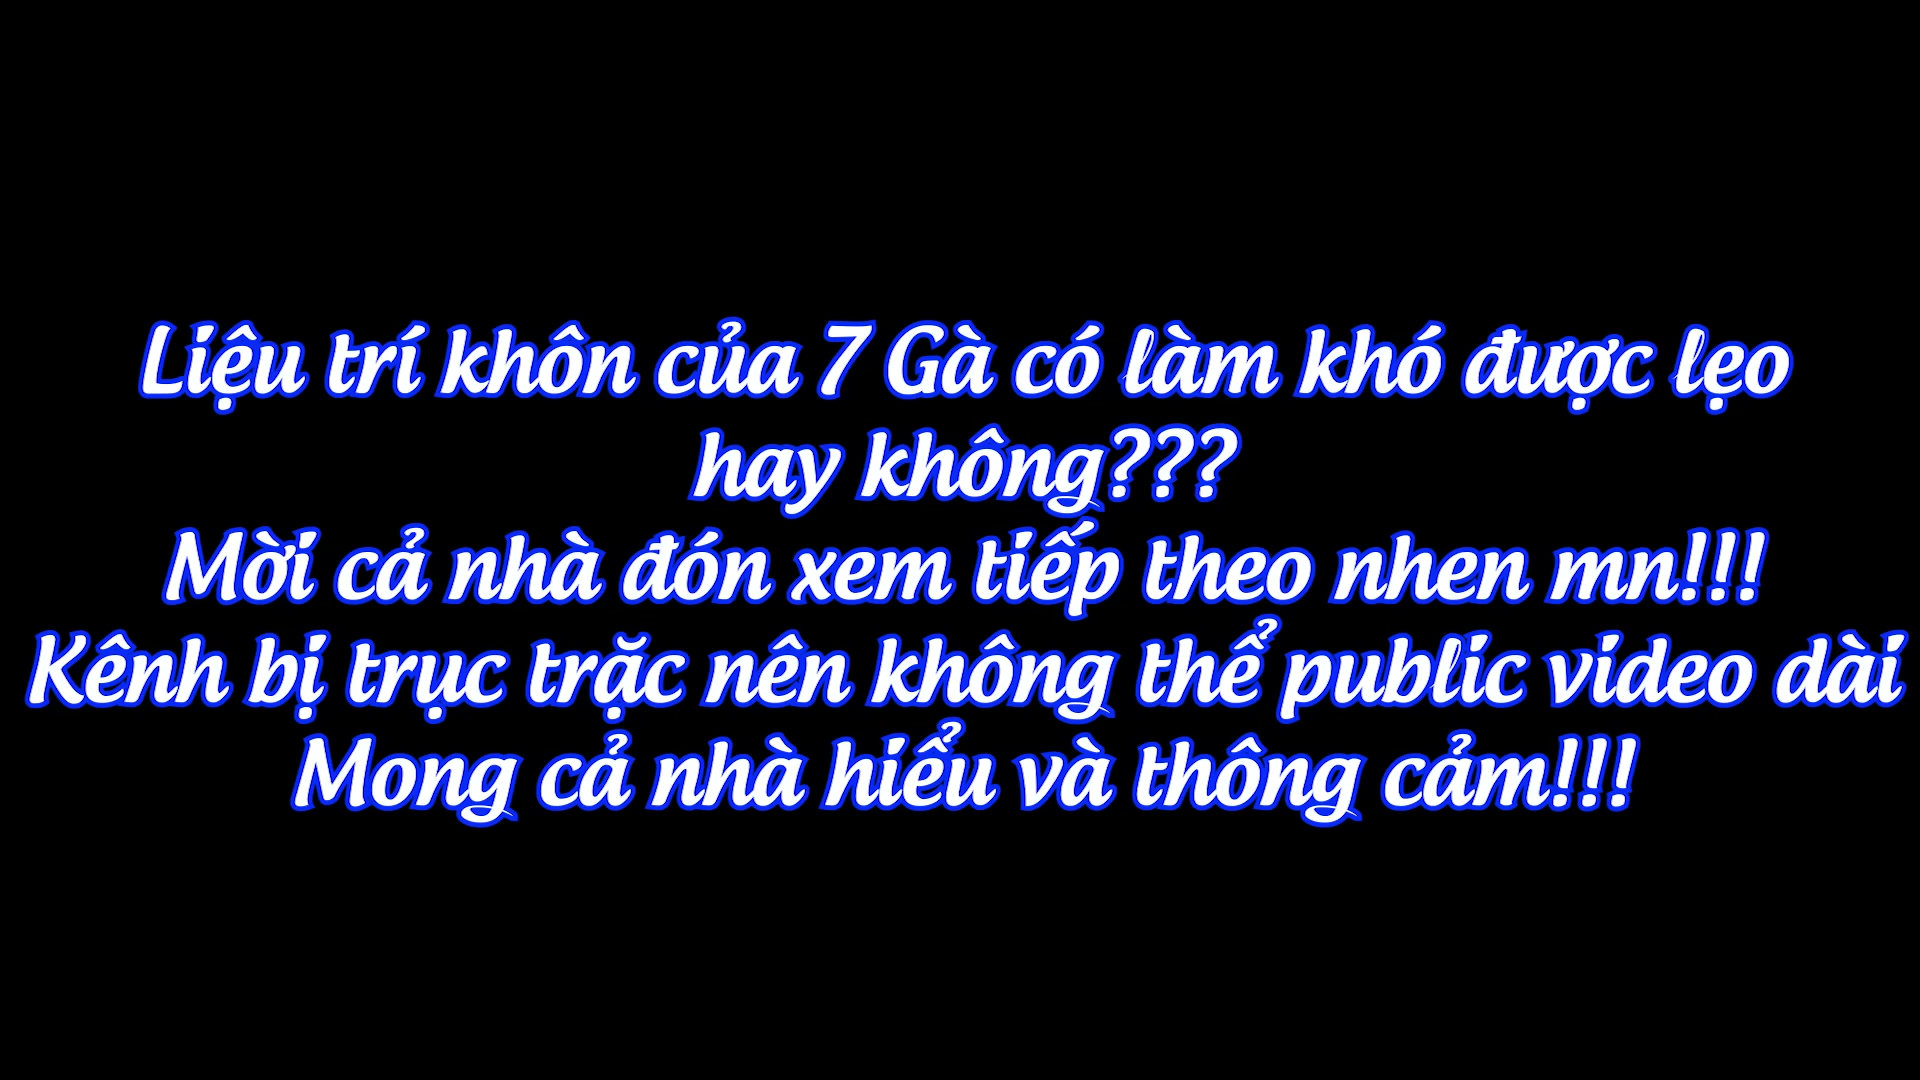 Liệu trí khôn của 7 Gà có làm khó được lẹo
hay không???
Mời cả nhà đón xem tiếp theo nhen mn!!!
Kênh bị trục trặc nên không thể public video dài
Mong cả nhà hiểu và thông cảm!!!